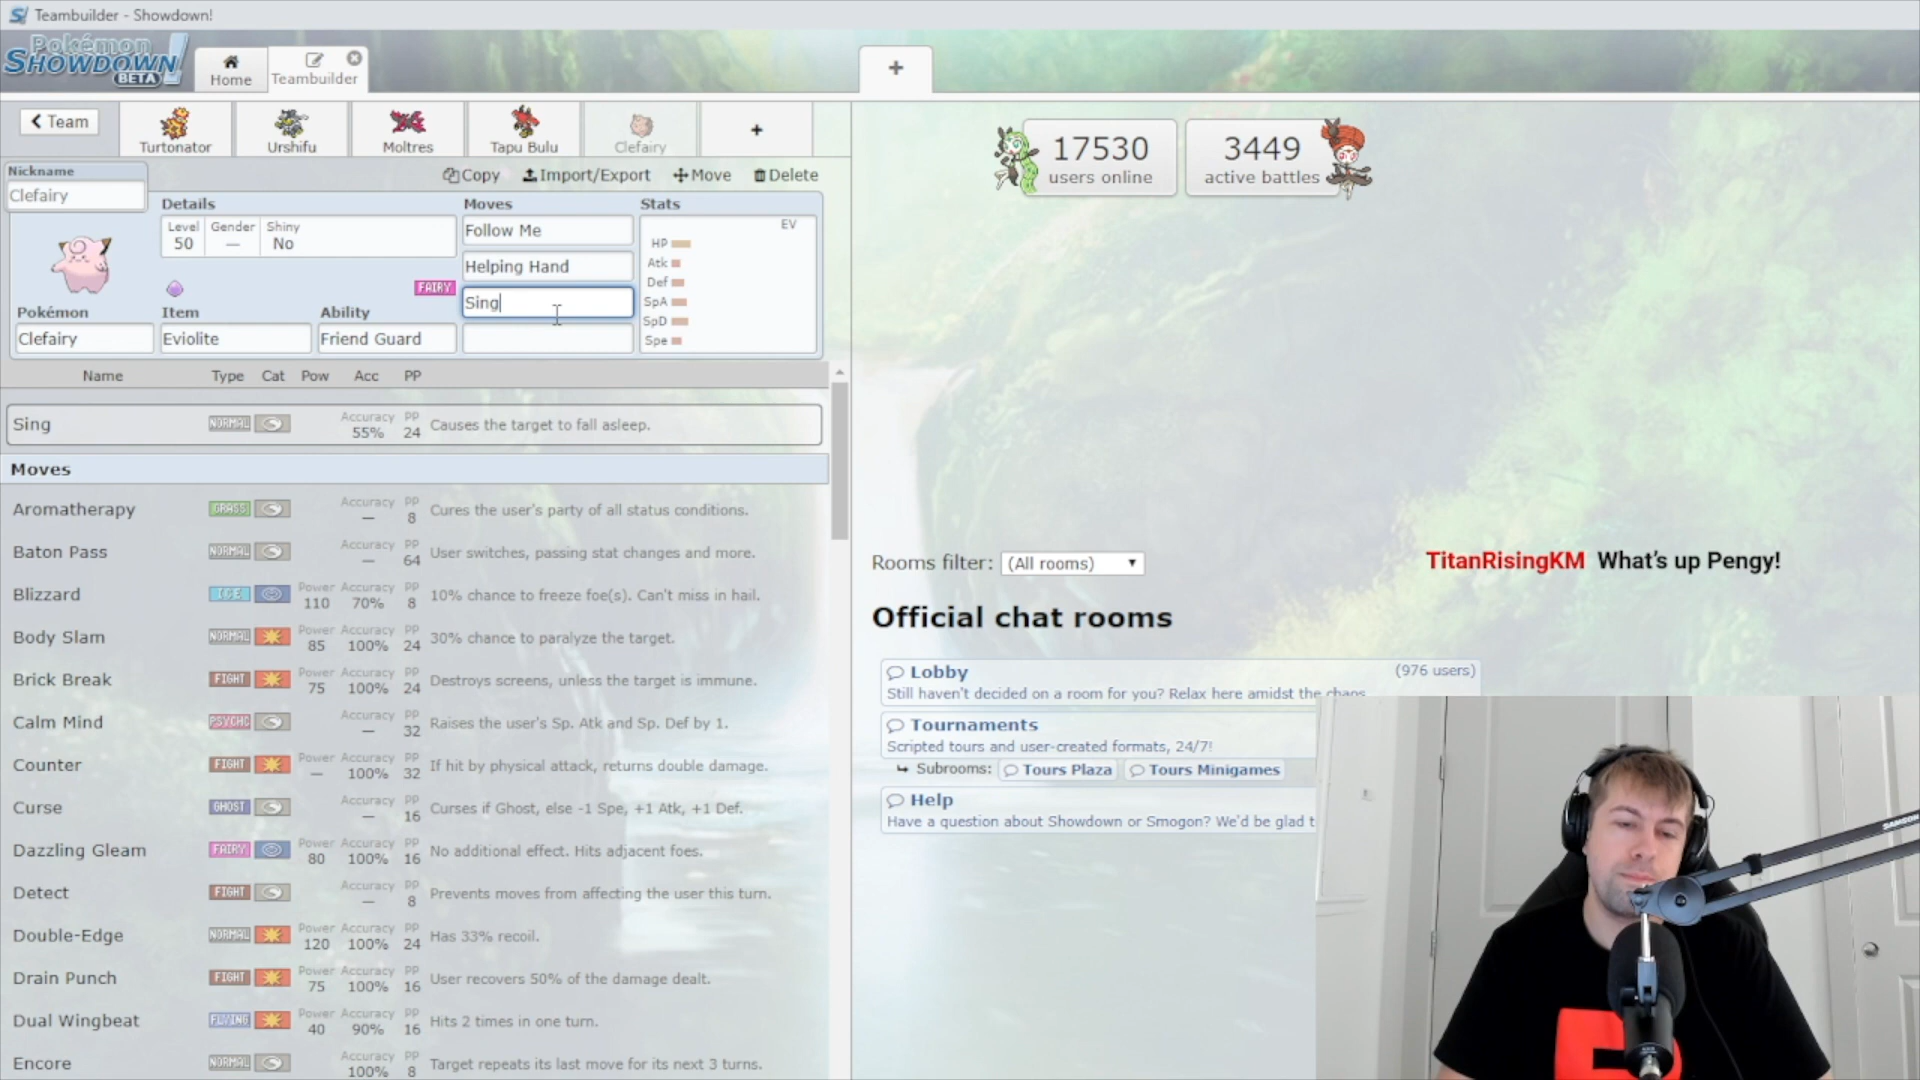 Teambuilder - Showdown!
Pokémon
SHOWDOWN!
BETA
Home
Teambuilder
+
Team
Turtonator
Urshifu
Moltres
Tapu Bulu
Clefairy
+
Nickname
Clefairy
Copy
Import/Export
Move
Delete
Details
Moves
Stats
Level
Gender
Shiny
50
—
No
Follow Me
EV
HP
Atk
Def
SpA
SpD
Spe
Helping Hand
FAIRY
Sing
Pokémon
Item
Ability
Clefairy
Eviolite
Friend Guard
Name Type Cat Pow Acc PP
Sing NORMAL Accuracy 55% PP 24 Causes the target to fall asleep.
Moves
Aromatherapy GRASS Accuracy — PP 8 Cures the user's party of all status conditions.
Baton Pass NORMAL Accuracy — PP 64 User switches, passing stat changes and more.
Blizzard ICE Power 110 Accuracy 70% PP 8 10% chance to freeze foe(s). Can't miss in hail.
Body Slam NORMAL Power 85 Accuracy 100% PP 24 30% chance to paralyze the target.
Brick Break FIGHT Power 75 Accuracy 100% PP 24 Destroys screens, unless the target is immune.
Calm Mind PSYCHC Accuracy — PP 32 Raises the user's Sp. Atk and Sp. Def by 1.
Counter FIGHT Power — Accuracy 100% PP 32 If hit by physical attack, returns double damage.
Curse GHOST Accuracy — PP 16 Curses if Ghost, else -1 Spe, +1 Atk, +1 Def.
Dazzling Gleam FAIRY Power 80 Accuracy 100% PP 16 No additional effect. Hits adjacent foes.
Detect FIGHT Accuracy — PP 8 Prevents moves from affecting the user this turn.
Double-Edge NORMAL Power 120 Accuracy 100% PP 24 Has 33% recoil.
Drain Punch FIGHT Power 75 Accuracy 100% PP 16 User recovers 50% of the damage dealt.
Dual Wingbeat FLYING Power 40 Accuracy 90% PP 16 Hits 2 times in one turn.
Encore NORMAL Accuracy 100% PP 8 Target repeats its last move for its next 3 turns.
17530
users online
3449
active battles
Rooms filter: (All rooms)
TitanRisingKM What's up Pengy!
Official chat rooms
Lobby (976 users)
Still haven't decided on a room for you? Relax here amidst the chaos
Tournaments
Scripted tours and user-created formats, 24/7!
Subrooms: Tours Plaza Tours Minigames
Help
Have a question about Showdown or Smogon? We'd be glad t
SAMSON